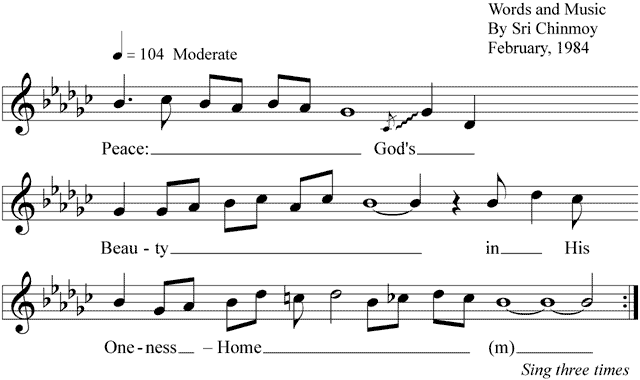 Words and Music
By Sri Chinmoy
February, 1984
= 104 Moderate
Peace: God's
Beau - ty in His
One- ness – Home (m)
Sing three times